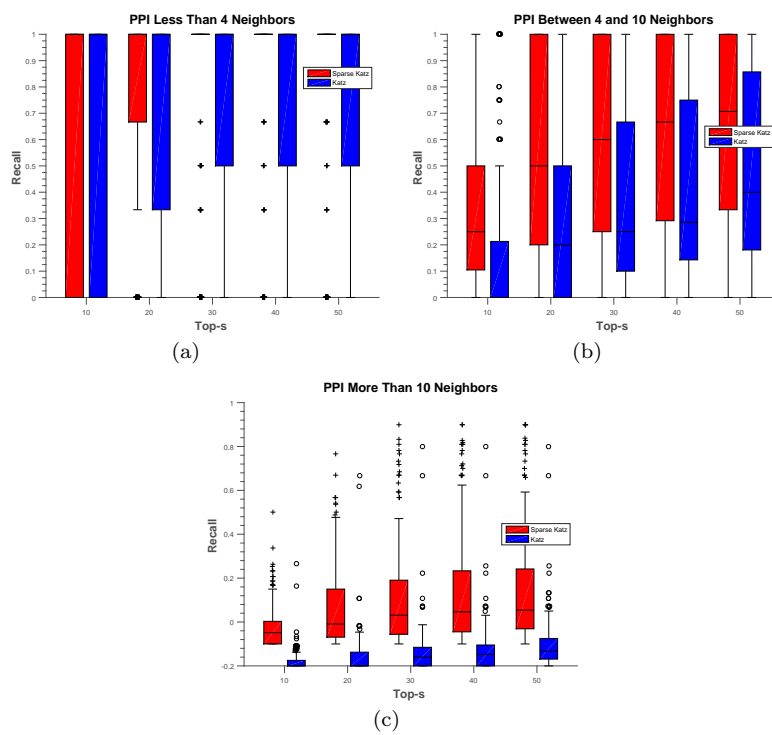 PPI Less Than 4 Neighbors
1
0.9
0.8
0.7
0.6
0.5
0.4
0.3
0.2
0.1
0
Recall
Sparse Katz
Katz
10 20 30 40 50
Top-s
(a)
PPI Between 4 and 10 Neighbors
1
0.9
0.8
0.7
0.6
0.5
0.4
0.3
0.2
0.1
0
Recall
Sparse Katz
Katz
10 20 30 40 50
Top-s
(b)
PPI More Than 10 Neighbors
1
0.8
0.6
0.4
0.2
0
-0.2
Recall
Sparse Katz
Katz
10 20 30 40 50
Top-s
(c)